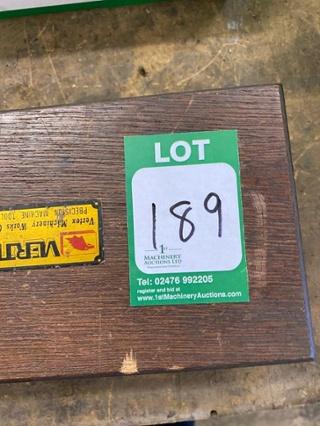 LOT
189
1st
MACHINERY
AUCTIONS LTD
Tel: 02476 992205
register and bid at
www.1stMachineryAuctions.com
Vertex Machinery Works
PRECISION MACHINE TOOL
VERT